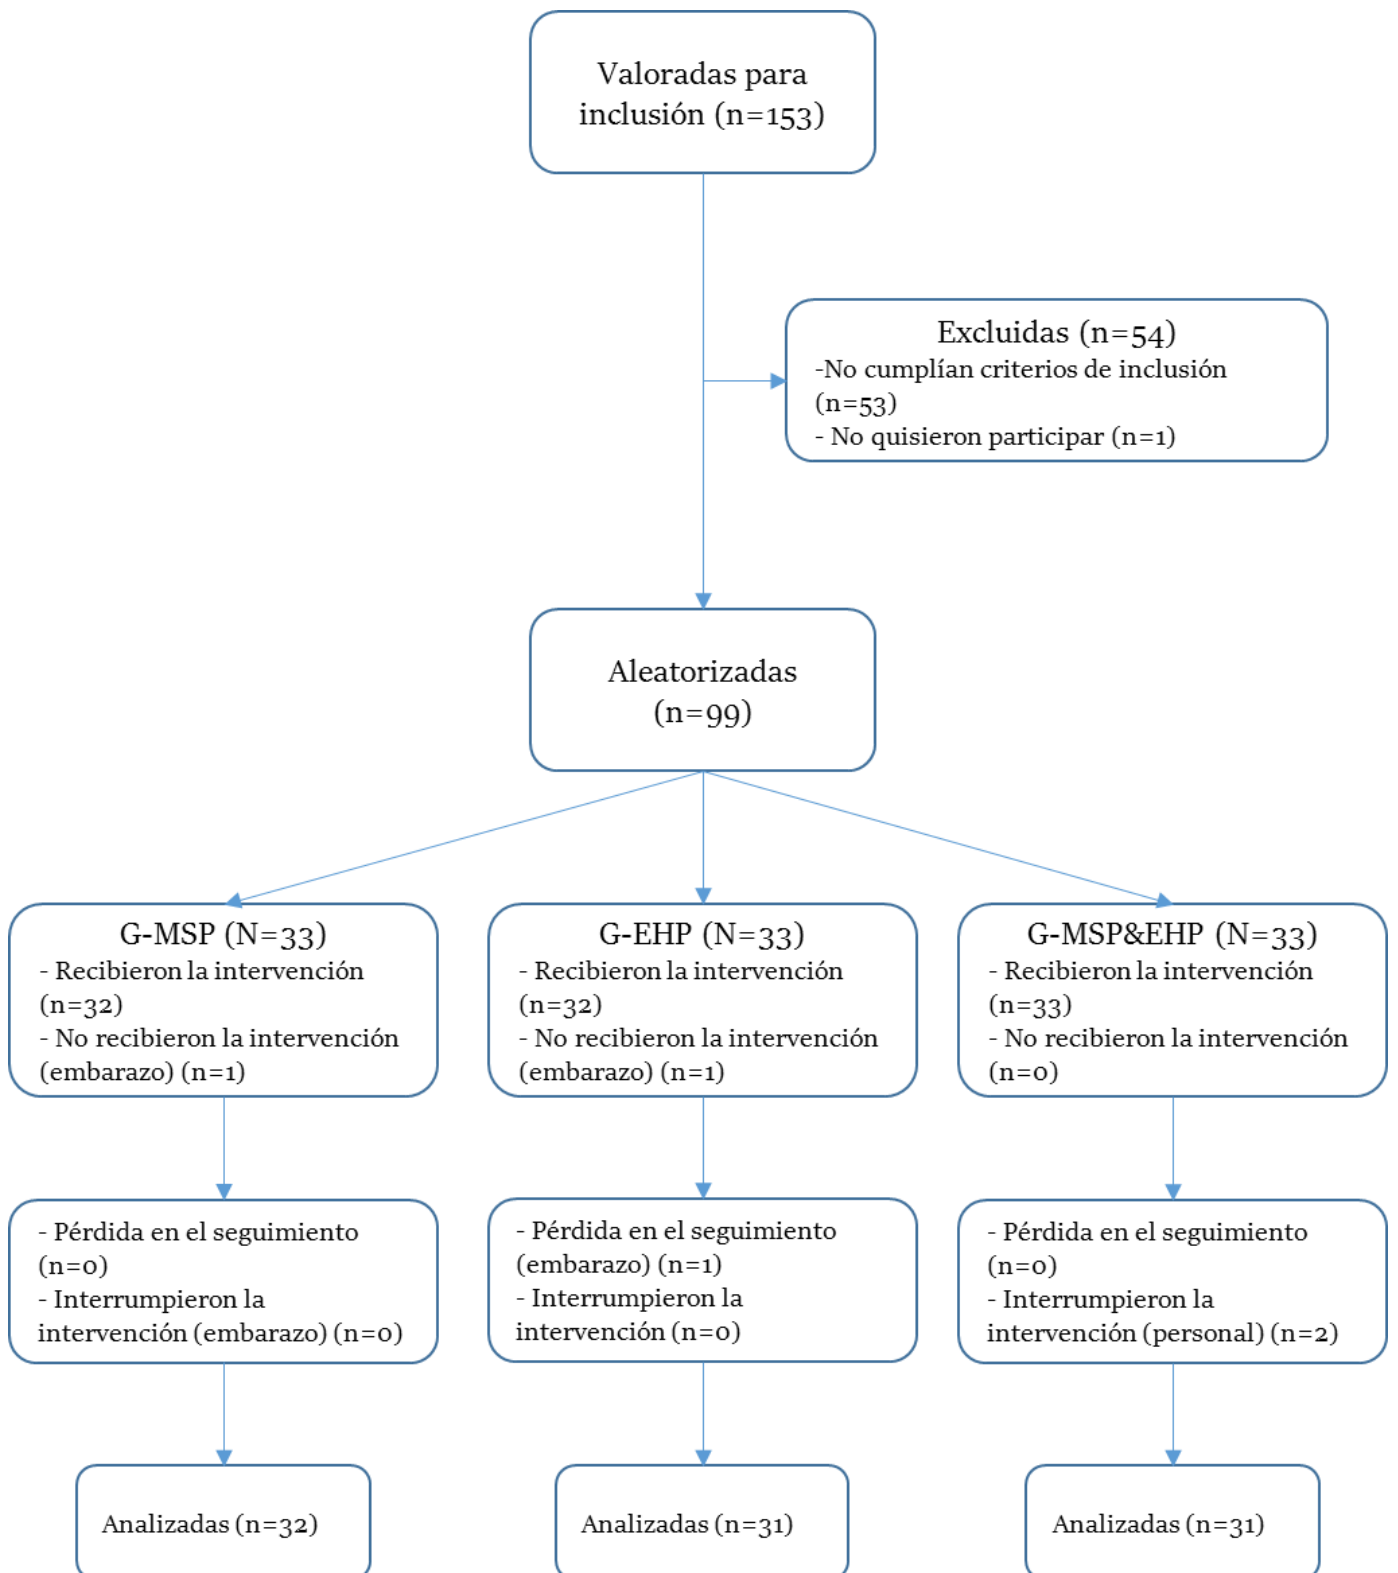 Valoradas para
inclusión (n=153)
Excluidas (n=54)
-No cumplían criterios de inclusión
(n=53)
- No quisieron participar (n=1)
Aleatorizadas
(n=99)
G-MSP (N=33)
- Recibieron la intervención
(n=32)
- No recibieron la intervención
(embarazo) (n=1)
G-EHP (N=33)
- Recibieron la intervención
(n=32)
- No recibieron la intervención
(embarazo) (n=1)
G-MSP&EHP (N=33)
- Recibieron la intervención
(n=33)
- No recibieron la intervención
(n=0)
- Pérdida en el seguimiento
(n=0)
- Interrumpieron la
intervención (embarazo) (n=0)
- Pérdida en el seguimiento
(embarazo) (n=1)
- Interrumpieron la
intervención (n=0)
- Pérdida en el seguimiento
(n=0)
- Interrumpieron la
intervención (personal) (n=2)
Analizadas (n=32)
Analizadas (n=31)
Analizadas (n=31)